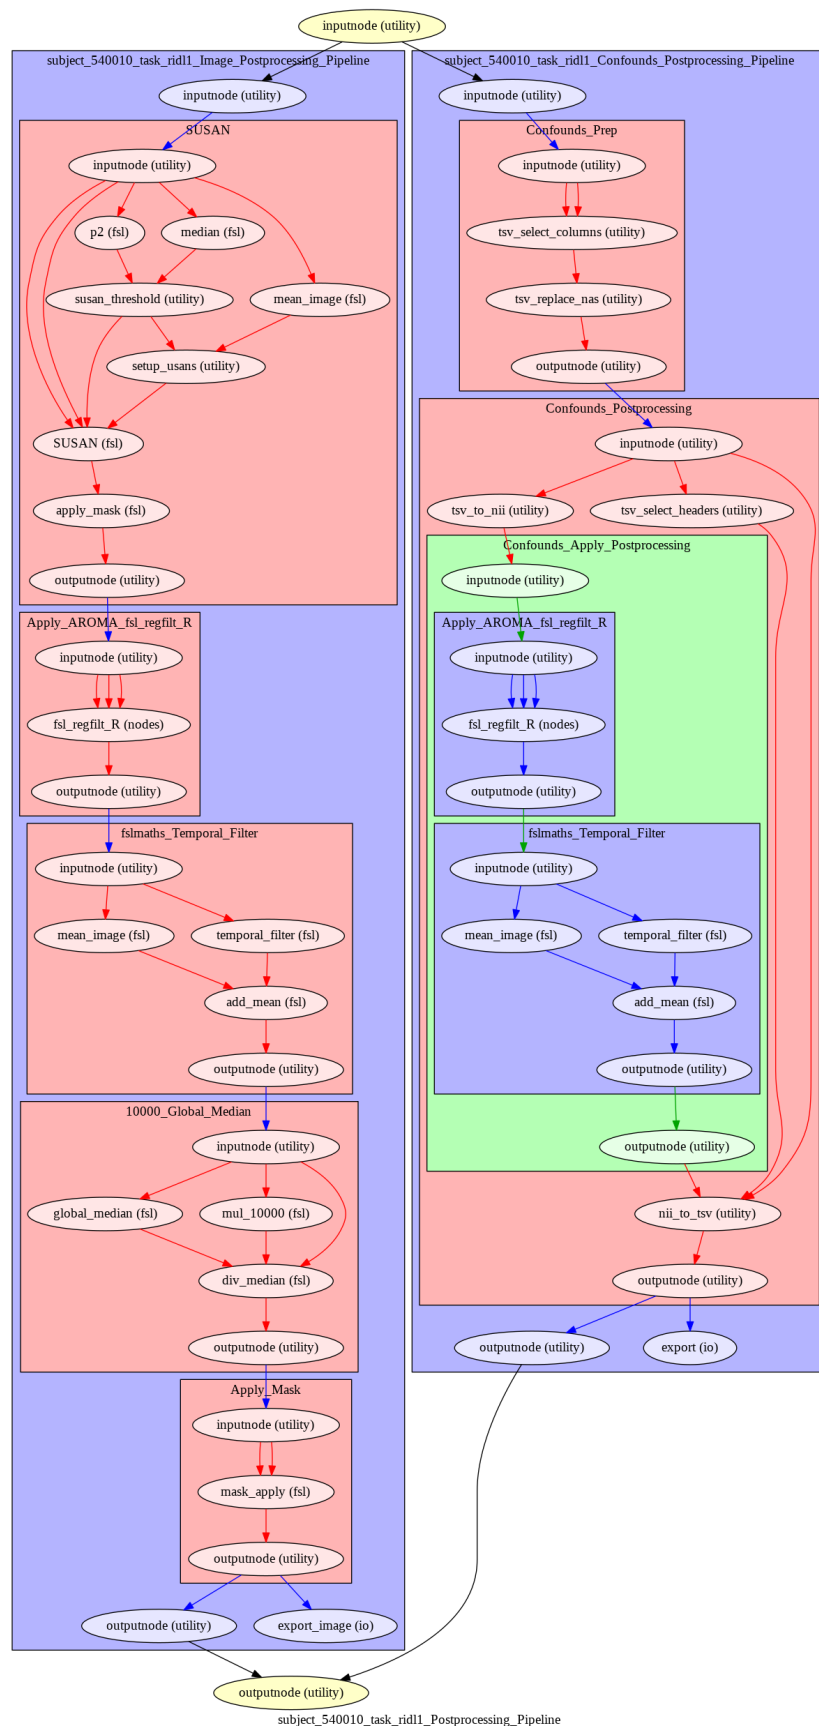 inputnode (utility)
subject_540010_task_ridl1_Image_Postprocessing_Pipeline
inputnode (utility)
SUSAN
inputnode (utility)
p2 (fsl)
median (fsl)
susan_threshold (utility)
mean_image (fsl)
setup_usans (utility)
SUSAN (fsl)
apply_mask (fsl)
outputnode (utility)
Apply_AROMA_fsl_regfilt_R
inputnode (utility)
fsl_regfilt_R (nodes)
outputnode (utility)
fslmaths_Temporal_Filter
inputnode (utility)
mean_image (fsl)
temporal_filter (fsl)
add_mean (fsl)
outputnode (utility)
10000_Global_Median
inputnode (utility)
global_median (fsl)
mul_10000 (fsl)
div_median (fsl)
outputnode (utility)
Apply_Mask
inputnode (utility)
mask_apply (fsl)
outputnode (utility)
outputnode (utility)
export_image (io)
subject_540010_task_ridl1_Confounds_Postprocessing_Pipeline
inputnode (utility)
Confounds_Prep
inputnode (utility)
tsv_select_columns (utility)
tsv_replace_nas (utility)
outputnode (utility)
Confounds_Postprocessing
inputnode (utility)
tsv_to_nii (utility)
tsv_select_headers (utility)
Confounds_Apply_Postprocessing
inputnode (utility)
Apply_AROMA_fsl_regfilt_R
inputnode (utility)
fsl_regfilt_R (nodes)
outputnode (utility)
fslmaths_Temporal_Filter
inputnode (utility)
mean_image (fsl)
temporal_filter (fsl)
add_mean (fsl)
outputnode (utility)
outputnode (utility)
nii_to_tsv (utility)
outputnode (utility)
outputnode (utility)
export (io)
outputnode (utility)
subject_540010_task_ridl1_Postprocessing_Pipeline